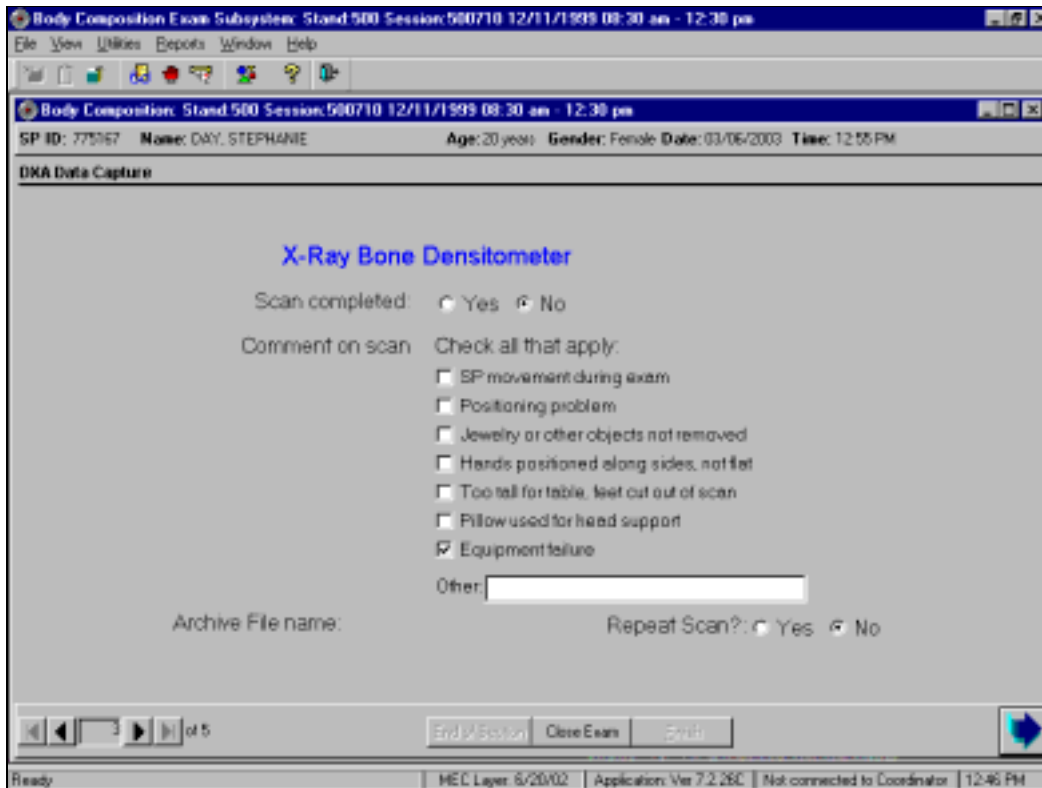 Body Composition Exam Subsystem: Stand:500 Session:500710 12/11/1999 08:30 am - 12:30 pm
File View Utilities Reports Window Help
Body Composition: Stand:500 Session:500710 12/11/1999 08:30 am - 12:30 pm
SP ID: 775167 Name: DAY, STEPHANIE Age: 20 years Gender: Female Date: 03/06/2003 Time: 12:55 PM
DXA Data Capture
X-Ray Bone Densitometer
Scan completed: Yes No
Comment on scan Check all that apply:
SP movement during exam
Positioning problem
Jewelry or other objects not removed
Hands positioned along sides, not flat
Too tall for table, feet cut out of scan
Pillow used for head support
Equipment failure
Other:
Archive File name: Repeat Scan?: Yes No
3 of 5 End of Section Close Exam Finish
Ready MEC Layer: 6/20/02 Application: Ver 7.2.26C Not connected to Coordinator 12:46 PM